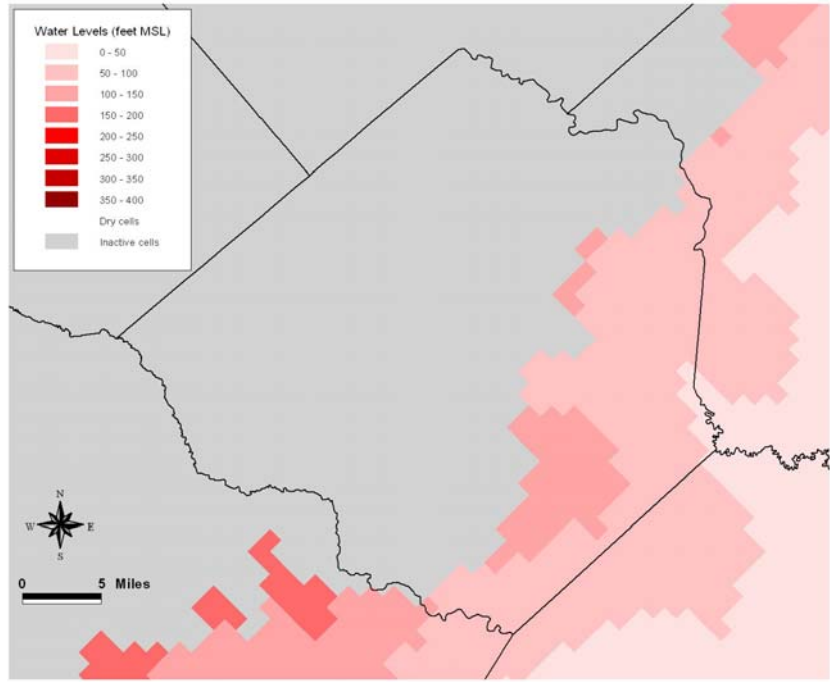 Water Levels (feet MSL)
0 - 50
50 - 100
100 - 150
150 - 200
200 - 250
250 - 300
300 - 350
350 - 400
Dry cells
Inactive cells
N
W E
S
0 5 Miles